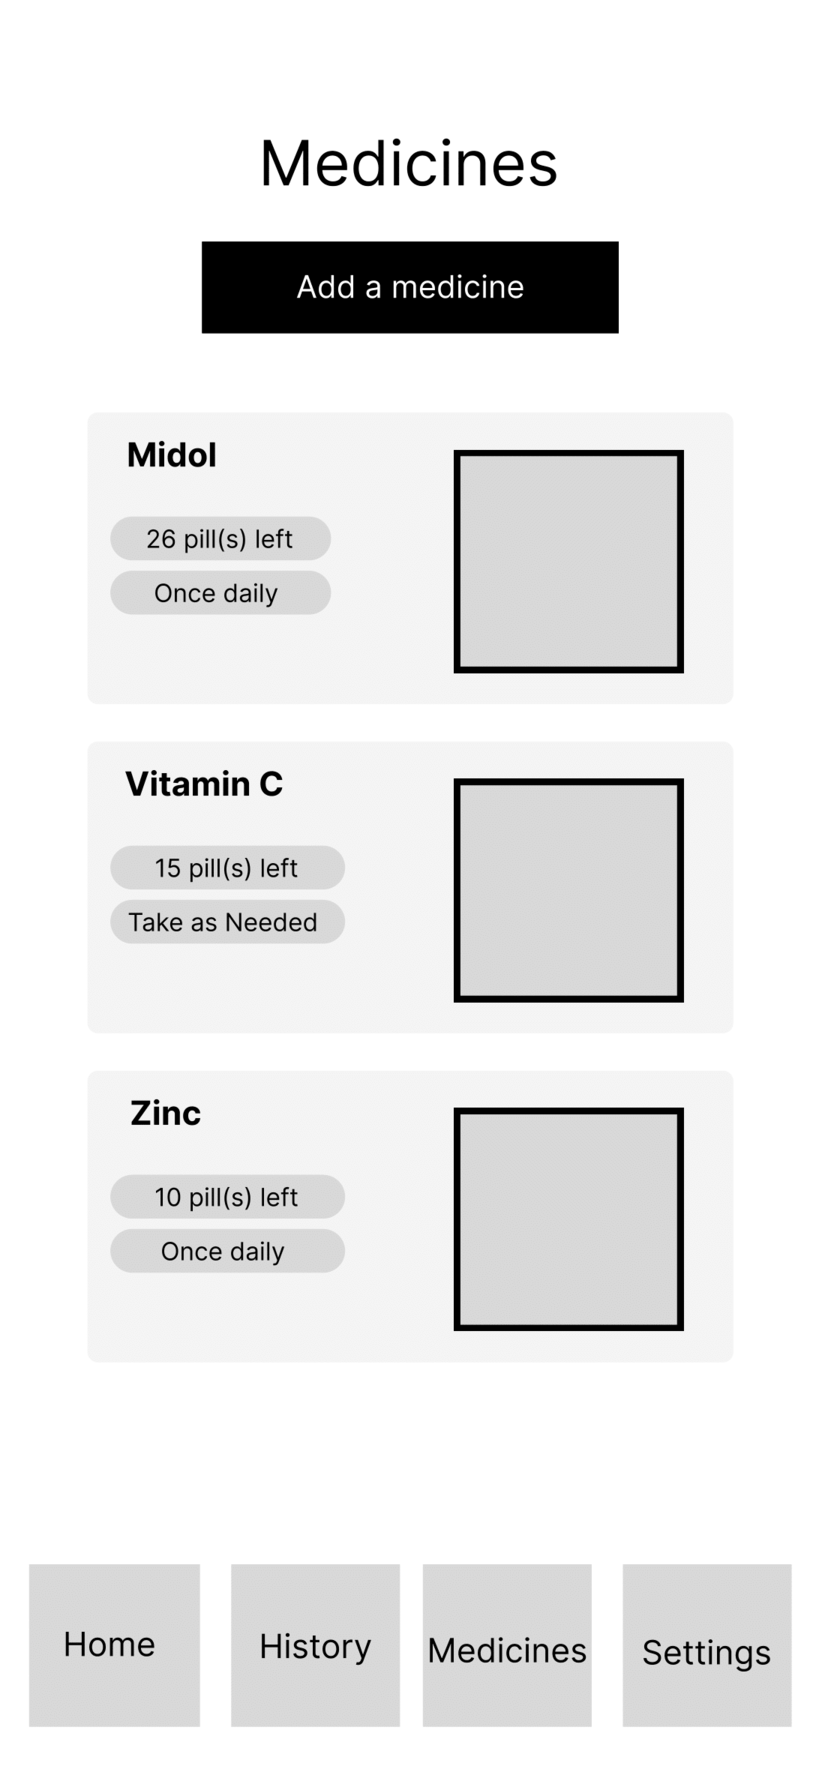 Medicines
Add a medicine
Midol
26 pill(s) left
Once daily
Vitamin C
15 pill(s) left
Take as Needed
Zinc
10 pill(s) left
Once daily
Home
History
Medicines
Settings